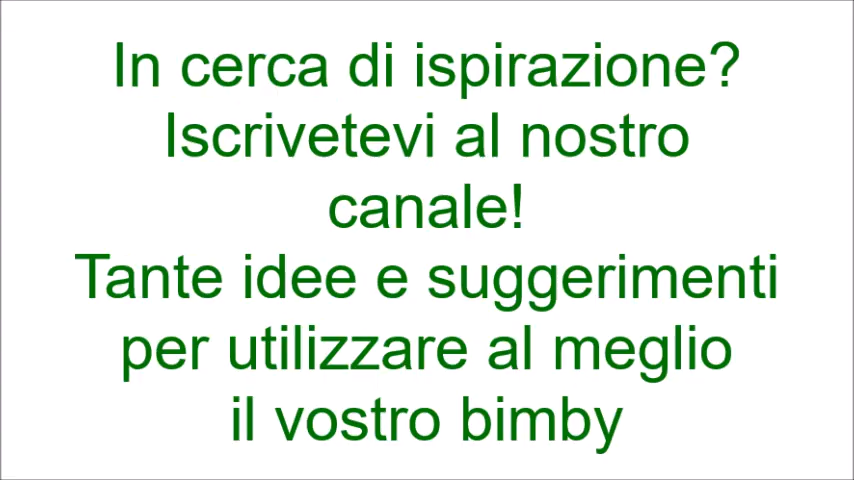 In cerca di ispirazione?
Iscrivetevi al nostro
canale!
Tante idee e suggerimenti
per utilizzare al meglio
il vostro bimby